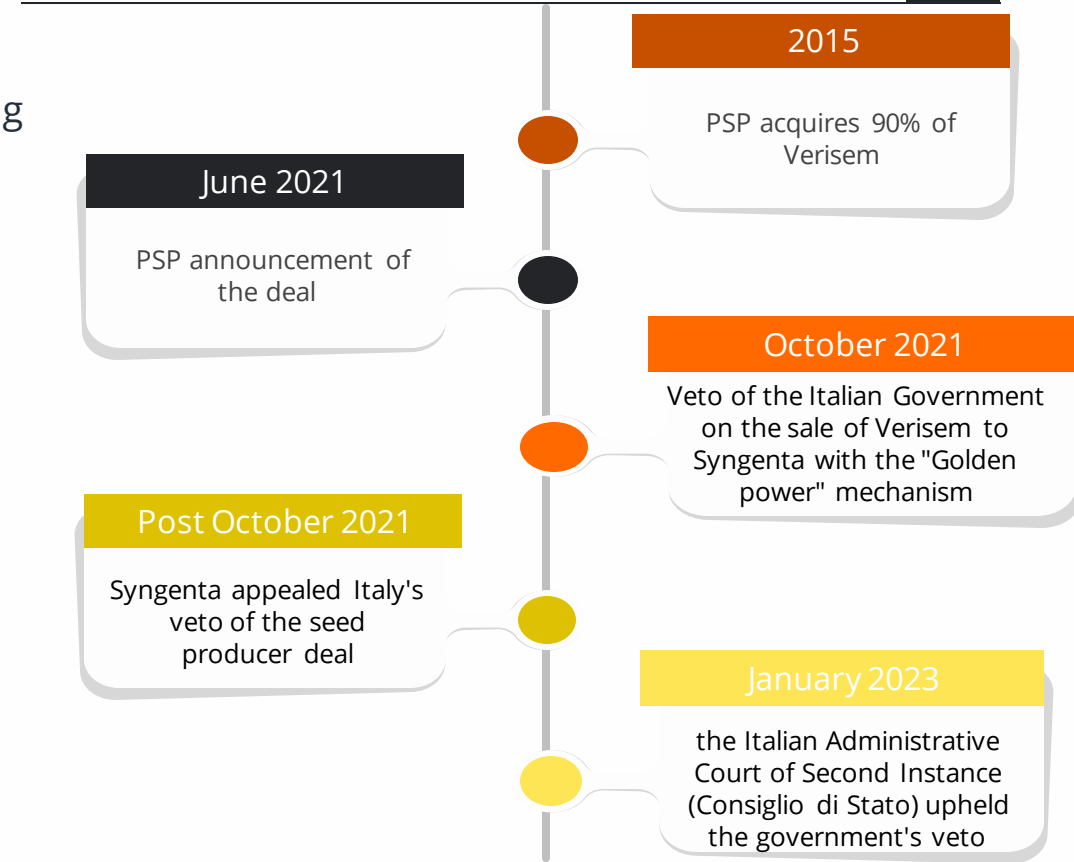 g
2015
PSP acquires 90% of
Verisem
June 2021
PSP announcement of
the deal
October 2021
Veto of the Italian Government
on the sale of Verisem to
Syngenta with the "Golden
power" mechanism
Post October 2021
Syngenta appealed Italy's
veto of the seed
producer deal
January 2023
the Italian Administrative
Court of Second Instance
(Consiglio di Stato) upheld
the government's veto